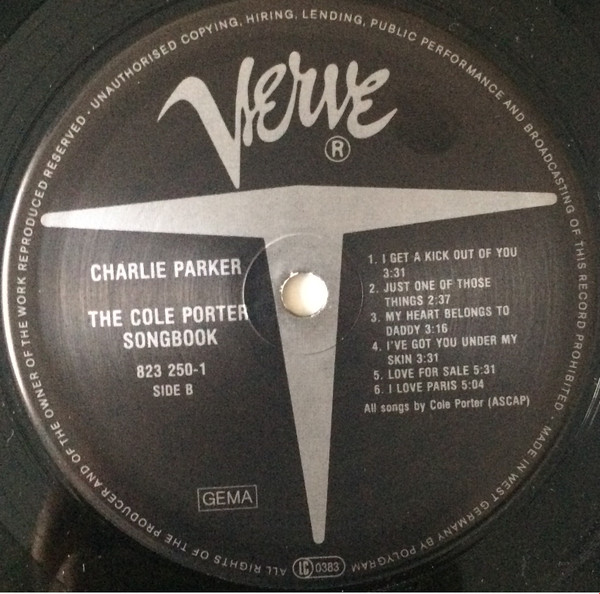 ALL RIGHTS OF THE PRODUCER AND OF THE OWNER OF THE WORK REPRODUCED RESERVED · UNAUTHORISED COPYING, HIRING, LENDING, PUBLIC PERFORMANCE AND BROADCASTING OF THIS RECORD PROHIBITED · MADE IN WEST GERMANY BY POLYGRAM
Verve
®
CHARLIE PARKER
THE COLE PORTER
SONGBOOK
823 250-1
SIDE B
1. I GET A KICK OUT OF YOU
3:31
2. JUST ONE OF THOSE
THINGS 2:37
3. MY HEART BELONGS TO
DADDY 3:16
4. I'VE GOT YOU UNDER MY
SKIN 3:31
5. LOVE FOR SALE 5:31
6. I LOVE PARIS 5:04
All songs by Cole Porter (ASCAP)
GEMA
LC 0383